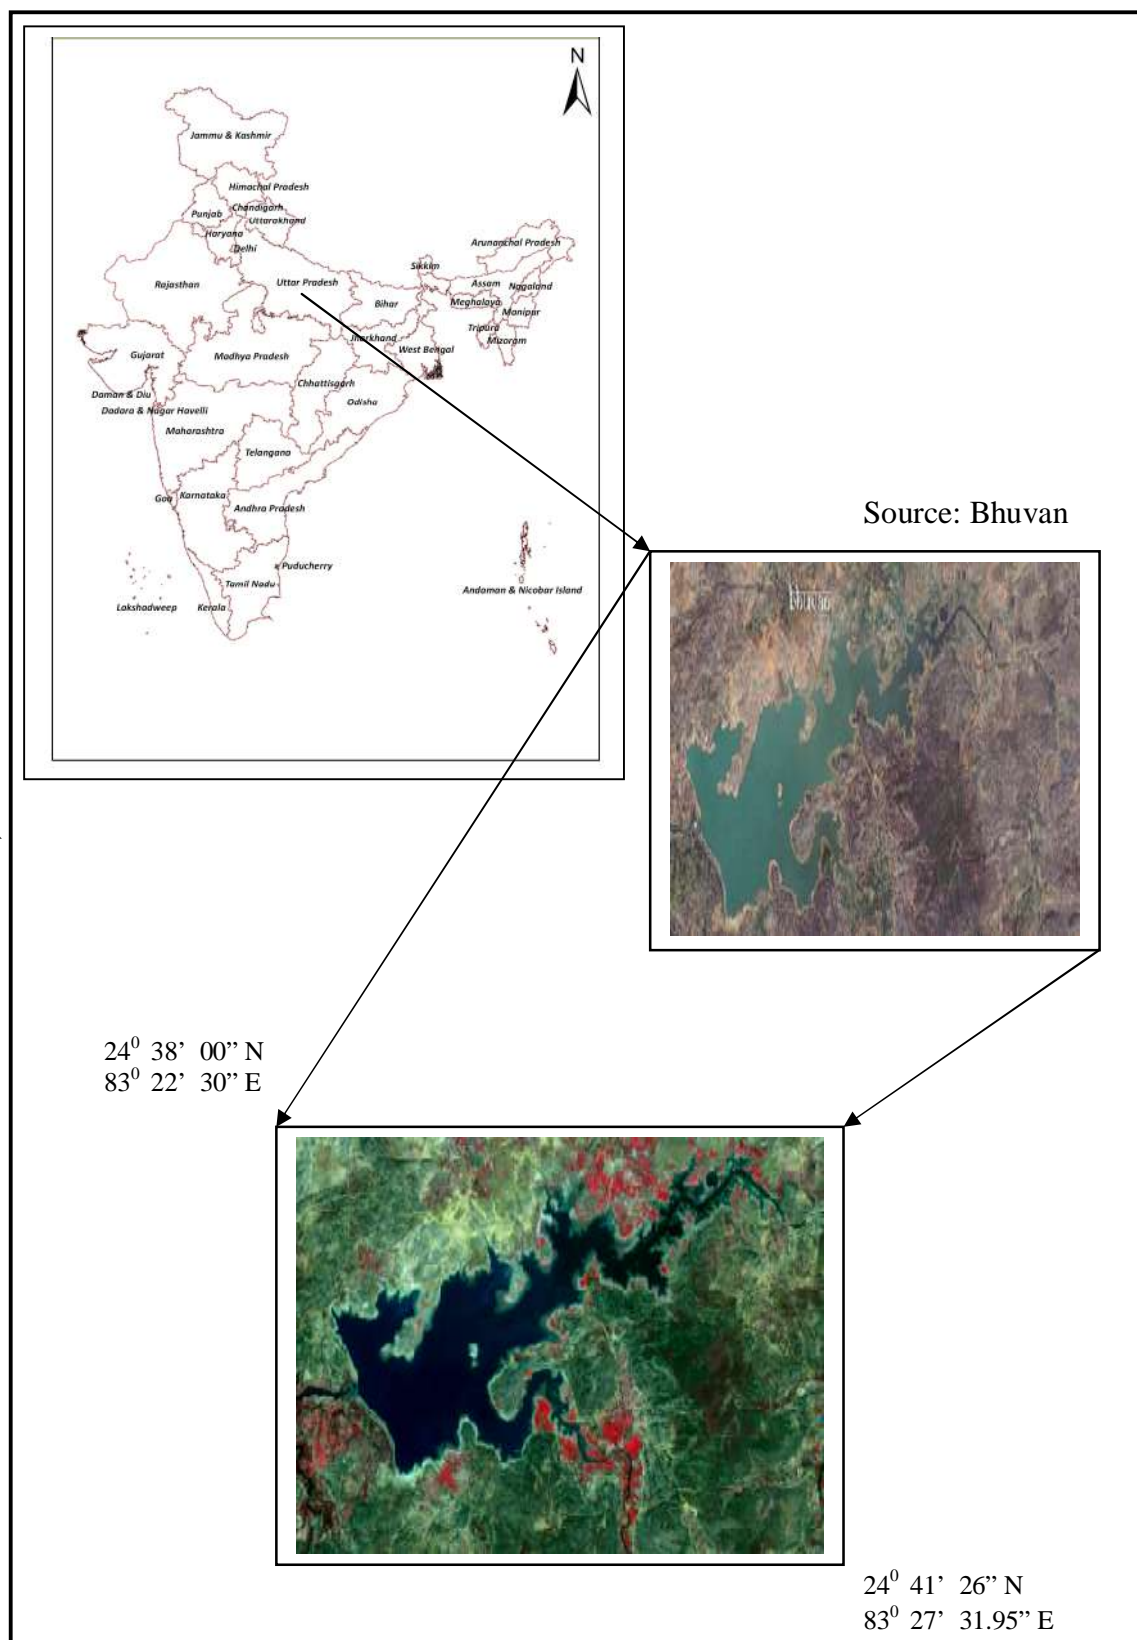 N
Jammu & Kashmir
Himachal Pradesh
Chandigarh
Punjab
Uttarakhand
Haryana
Delhi
Arunanchal Pradesh
Sikkim
Rajasthan
Uttar Pradesh
Assam
Nagaland
Bihar
Meghalaya
Manipur
Tripura
Jharkhand
Mizoram
West Bengal
Gujarat
Madhya Pradesh
Chhattisgarh
Daman & Diu
Odisha
Dadara & Nagar Havelli
Maharashtra
Telangana
Goa
Karnataka
Andhra Pradesh
Puducherry
Tamil Nadu
Andaman & Nicobar Island
Lakshadweep
Kerala
Source: Bhuvan
bhuvan
24⁰ 38’ 00” N
83⁰ 22’ 30” E
24⁰ 41’ 26” N
83⁰ 27’ 31.95” E